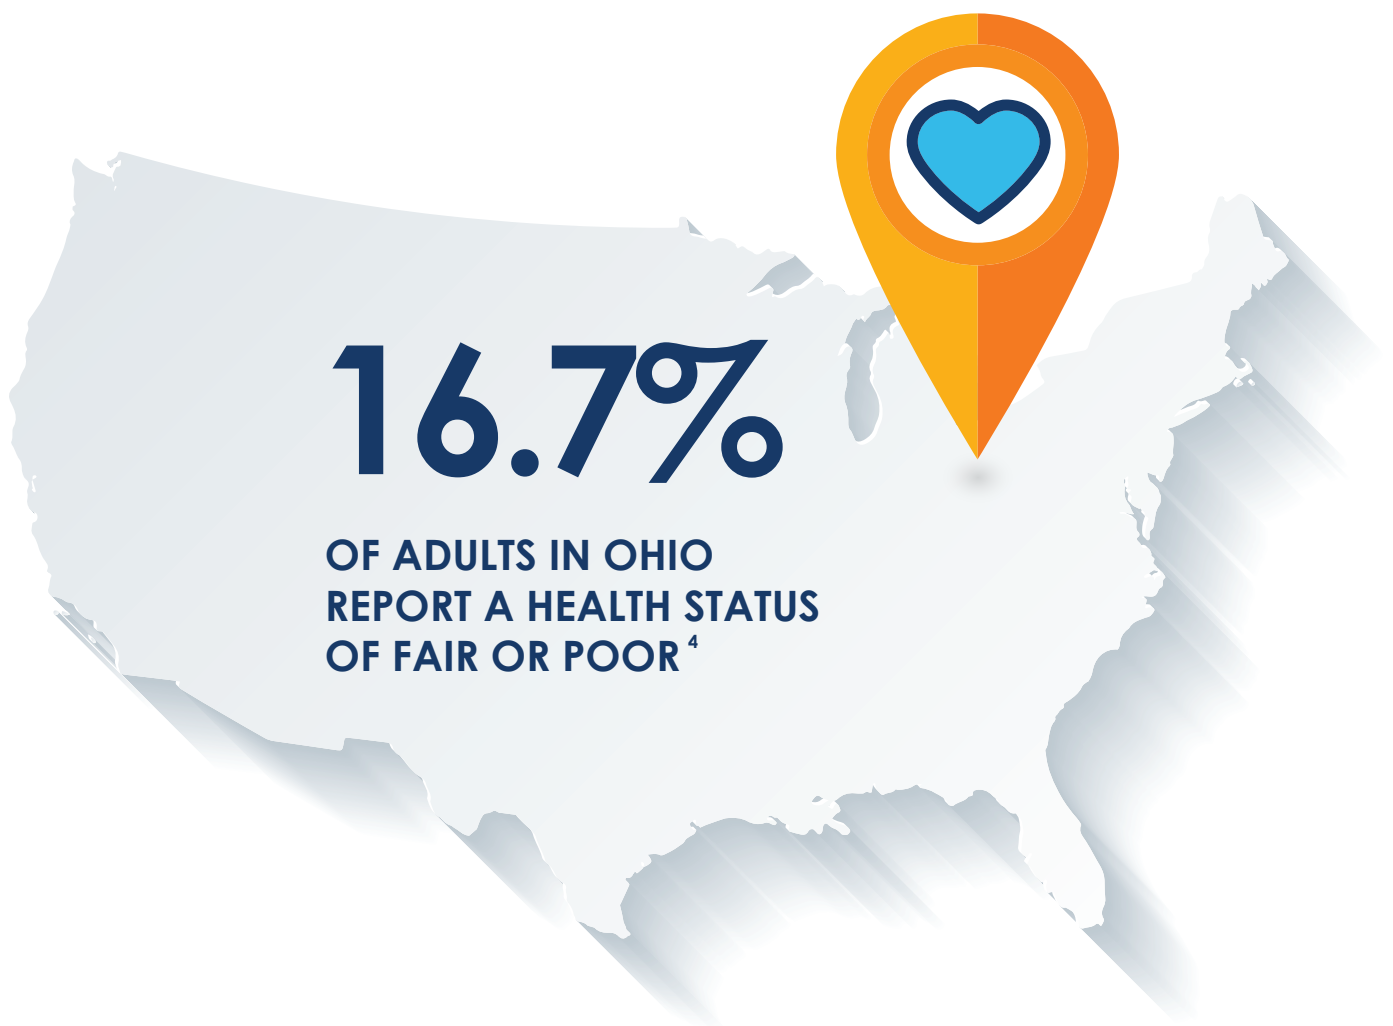 16.7%
OF ADULTS IN OHIO
REPORT A HEALTH STATUS
OF FAIR OR POOR 4